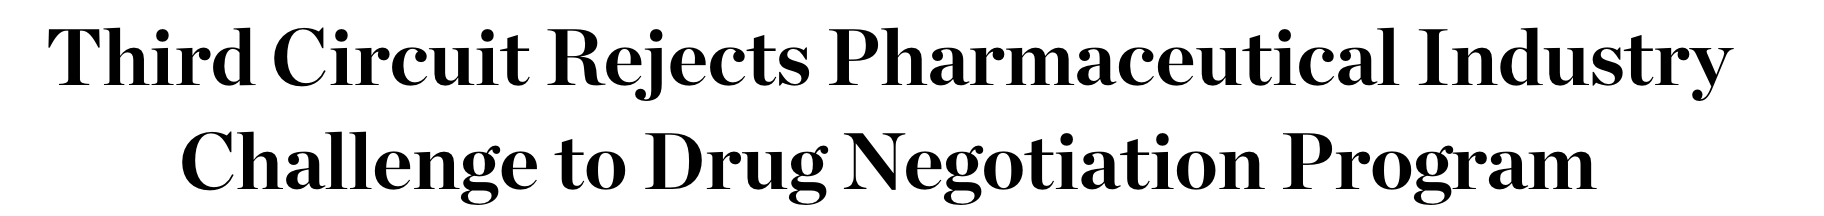 Third Circuit Rejects Pharmaceutical Industry
Challenge to Drug Negotiation Program